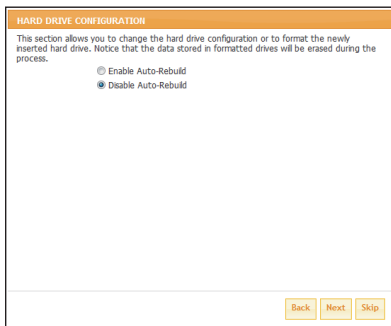 HARD DRIVE CONFIGURATION
This section allows you to change the hard drive configuration or to format the newly
inserted hard drive. Notice that the data stored in formatted drives will be erased during the
process.
Enable Auto-Rebuild
Disable Auto-Rebuild
Back Next Skip